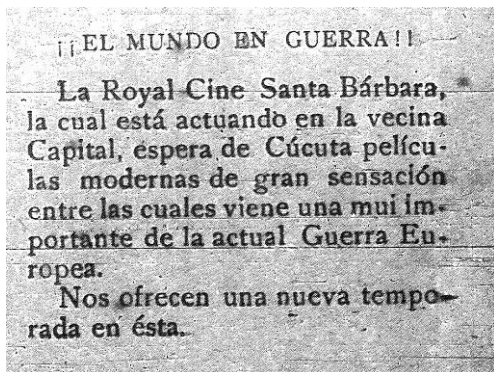 ¡¡EL MUNDO EN GUERRA!!
La Royal Cine Santa Bárbara,
la cual está actuando en la vecina
Capital, espera de Cúcuta pelícu-
las modernas de gran sensación
entre las cuales viene una mui im-
portante de la actual Guerra Eu-
ropea.
Nos ofrecen una nueva tempo-
rada en ésta.